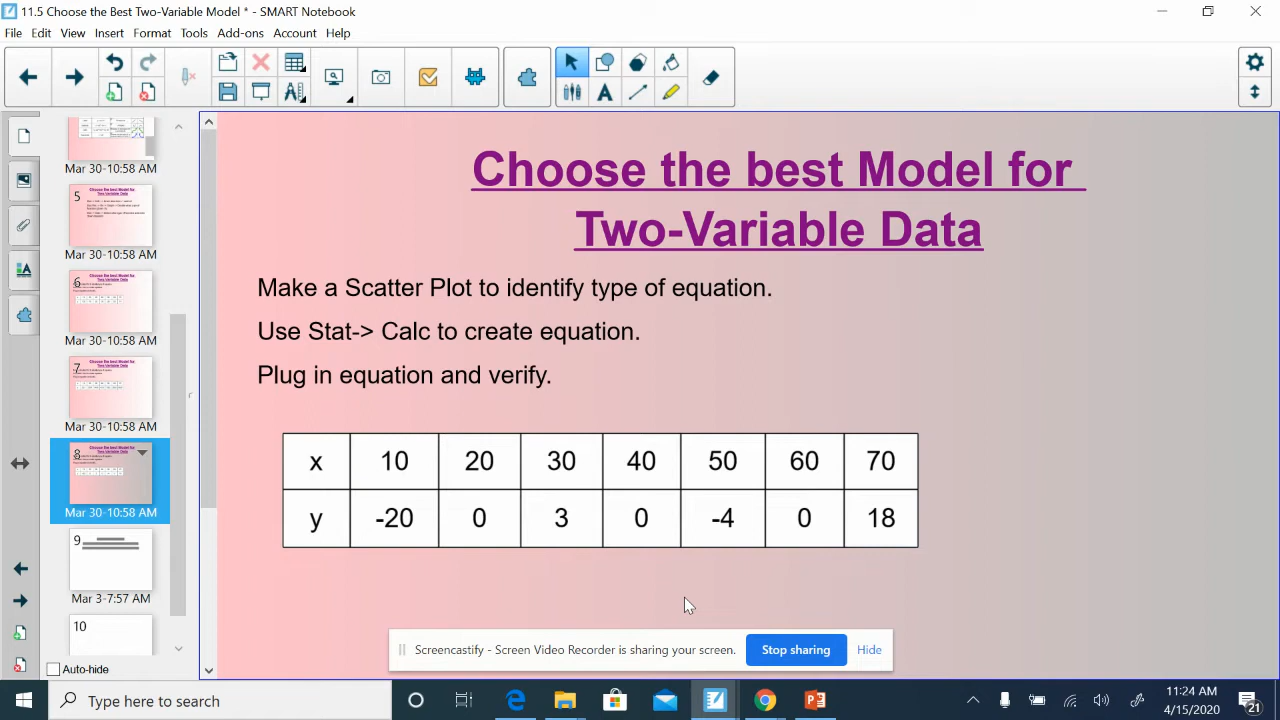 11.5 Choose the Best Two-Variable Model * - SMART Notebook
File Edit View Insert Format Tools Add-ons Account Help
Mar 30-10:58 AM
5
Mar 30-10:58 AM
6
Mar 30-10:58 AM
7
Mar 30-10:58 AM
8
Mar 30-10:58 AM
9
Mar 3-7:57 AM
10
Auto-hide
Choose the best Model for
Two-Variable Data
Make a Scatter Plot to identify type of equation.
Use Stat-> Calc to create equation.
Plug in equation and verify.
x 10 20 30 40 50 60 70
y -20 0 3 0 -4 0 18
Screencastify - Screen Video Recorder is sharing your screen. Stop sharing Hide
Type here to search
11:24 AM
4/15/2020
21